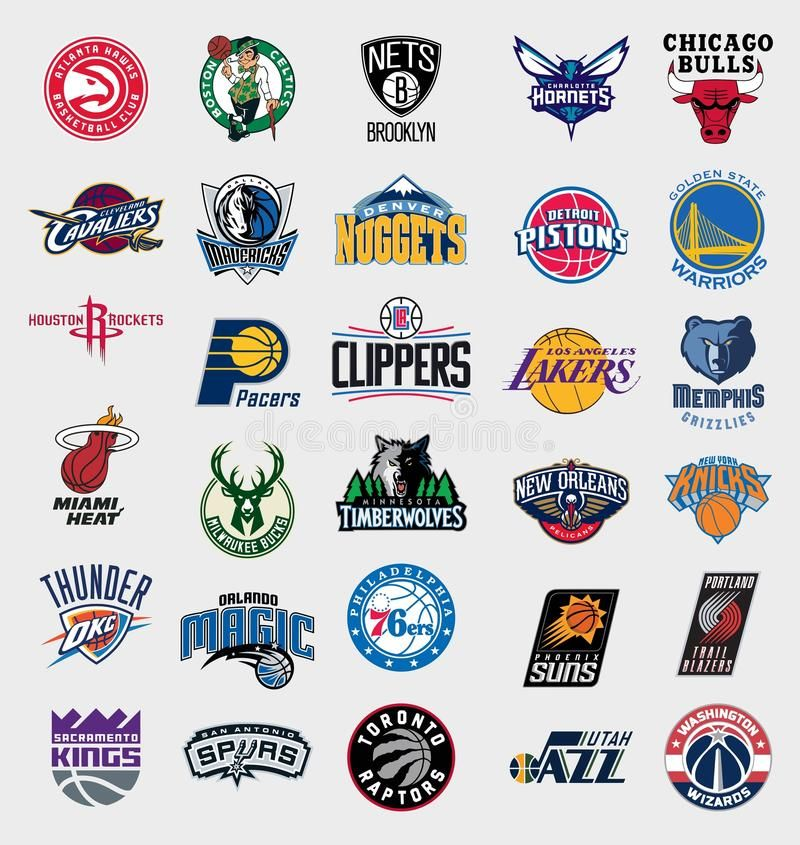 ATLANTA HAWKS
BASKETBALL CLUB
BOSTON
CELTICS
NETS
B
BROOKLYN
CHARLOTTE
HORNETS
CHICAGO
BULLS
CLEVELAND
CAVALIERS
DALLAS
MAVERICKS
DENVER
NUGGETS
DETROIT
PISTONS
GOLDEN STATE
WARRIORS
HOUSTON R ROCKETS
P
Pacers
LA
CLIPPERS
LOS ANGELES
LAKERS
MEMPHIS
GRIZZLIES
MIAMI
HEAT
MILWAUKEE BUCKS
MINNESOTA
TIMBERWOLVES
NEW ORLEANS
PELICANS
NEW YORK
KNICKS
dreamstime
THUNDER
OKC
ORLANDO
MAGIC
PHILADELPHIA
76ers
PHOENIX
SUNS
PORTLAND
TRAIL
BLAZERS
SACRAMENTO
KINGS
SAN ANTONIO
SPURS
TORONTO
RAPTORS
UTAH
JAZZ
WASHINGTON
WIZARDS